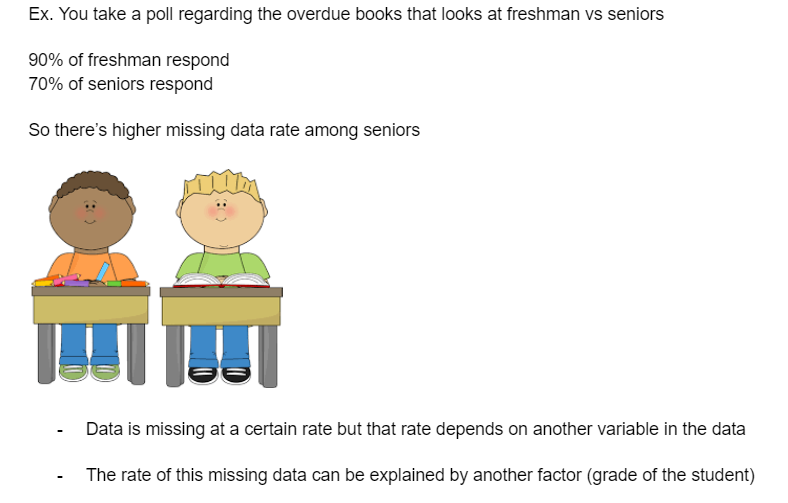 Ex. You take a poll regarding the overdue books that looks at freshman vs seniors
90% of freshman respond
70% of seniors respond
So there’s higher missing data rate among seniors
- Data is missing at a certain rate but that rate depends on another variable in the data
- The rate of this missing data can be explained by another factor (grade of the student)